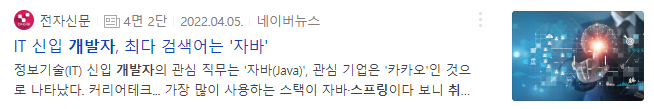 전자신문 4면 2단 2022.04.05. 네이버뉴스
IT 신입 개발자, 최다 검색어는 '자바'
정보기술(IT) 신입 개발자의 관심 직무는 '자바(Java)', 관심 기업은 '카카오'인 것으
로 나타났다. 커리어테크... 가장 많이 사용하는 스택이 자바·스프링이다 보니 취...